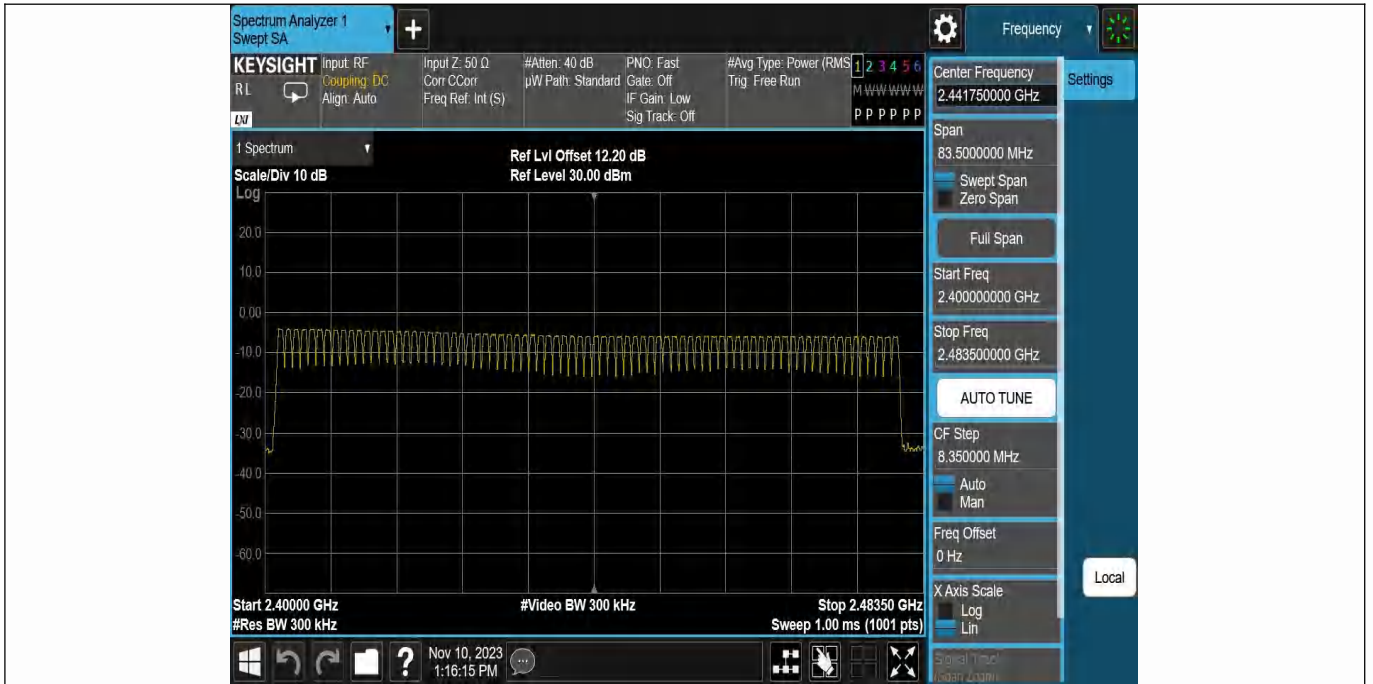 Spectrum Analyzer 1
Swept SA
Frequency
KEYSIGHT
RL
LXI
Input: RF
Coupling: DC
Align: Auto
Input Z: 50 Ω
Corr CCorr
Freq Ref: Int (S)
#Atten: 40 dB
µW Path: Standard
PNO: Fast
Gate: Off
IF Gain: Low
Sig Track: Off
#Avg Type: Power (RMS
Trig: Free Run
1 2 3 4 5 6
M W W W W W
P P P P P P
Center Frequency
2.441750000 GHz
Settings
Span
83.5000000 MHz
Swept Span
Zero Span
Full Span
Start Freq
2.400000000 GHz
Stop Freq
2.483500000 GHz
AUTO TUNE
CF Step
8.350000 MHz
Auto
Man
Freq Offset
0 Hz
X Axis Scale
Log
Lin
Signal Track
(Span Zoom)
Local
1 Spectrum
Scale/Div 10 dB
Ref Lvl Offset 12.20 dB
Ref Level 30.00 dBm
Log
20.0
10.0
0.00
-10.0
-20.0
-30.0
-40.0
-50.0
-60.0
Start 2.40000 GHz
#Video BW 300 kHz
Stop 2.48350 GHz
#Res BW 300 kHz
Sweep 1.00 ms (1001 pts)
?
Nov 10, 2023
1:16:15 PM